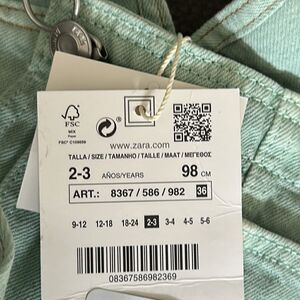 FSC
MIX
Paper
FSC® C109699
www.zara.com
TALLA / SIZE / TAMANHO / TAILLE / MAAT / ΜΕΓΕΘΟΣ
2-3 AÑOS/YEARS 98 CM
ART.: 8367 / 586 / 982 36
9-12 12-18 18-24 2-3 3-4 4-5 5-6
08367586982369